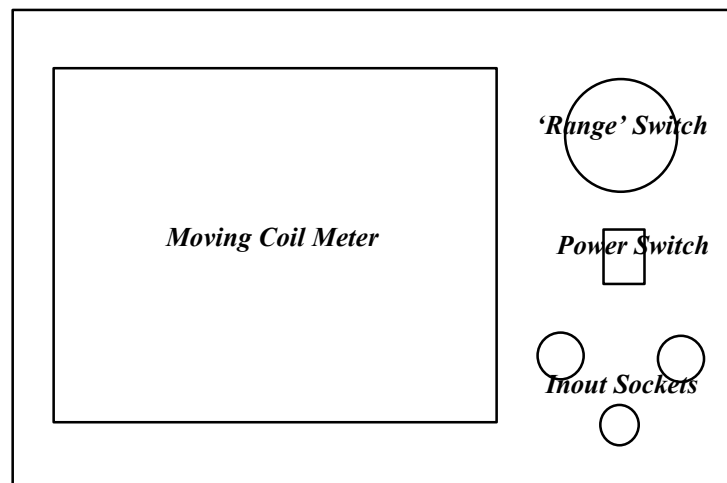 ‘Range’ Switch
Moving Coil Meter
Power Switch
Inout Sockets